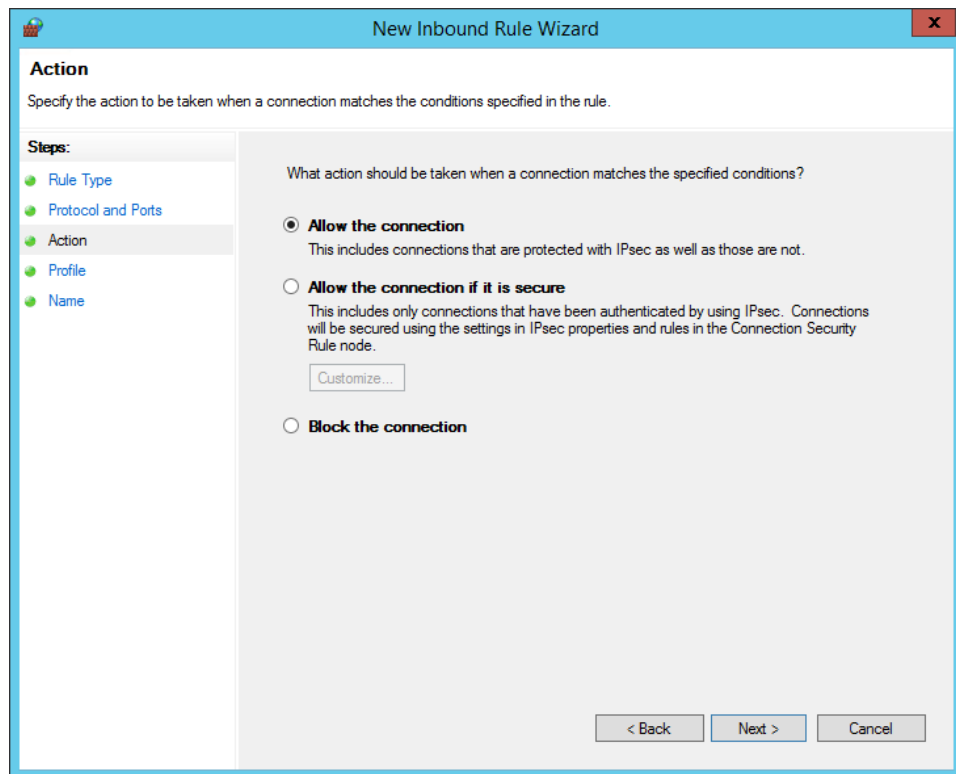 New Inbound Rule Wizard
x
Action
Specify the action to be taken when a connection matches the conditions specified in the rule.
Steps:
Rule Type
Protocol and Ports
Action
Profile
Name
What action should be taken when a connection matches the specified conditions?
Allow the connection
This includes connections that are protected with IPsec as well as those are not.
Allow the connection if it is secure
This includes only connections that have been authenticated by using IPsec. Connections
will be secured using the settings in IPsec properties and rules in the Connection Security
Rule node.
Customize...
Block the connection
< Back
Next >
Cancel